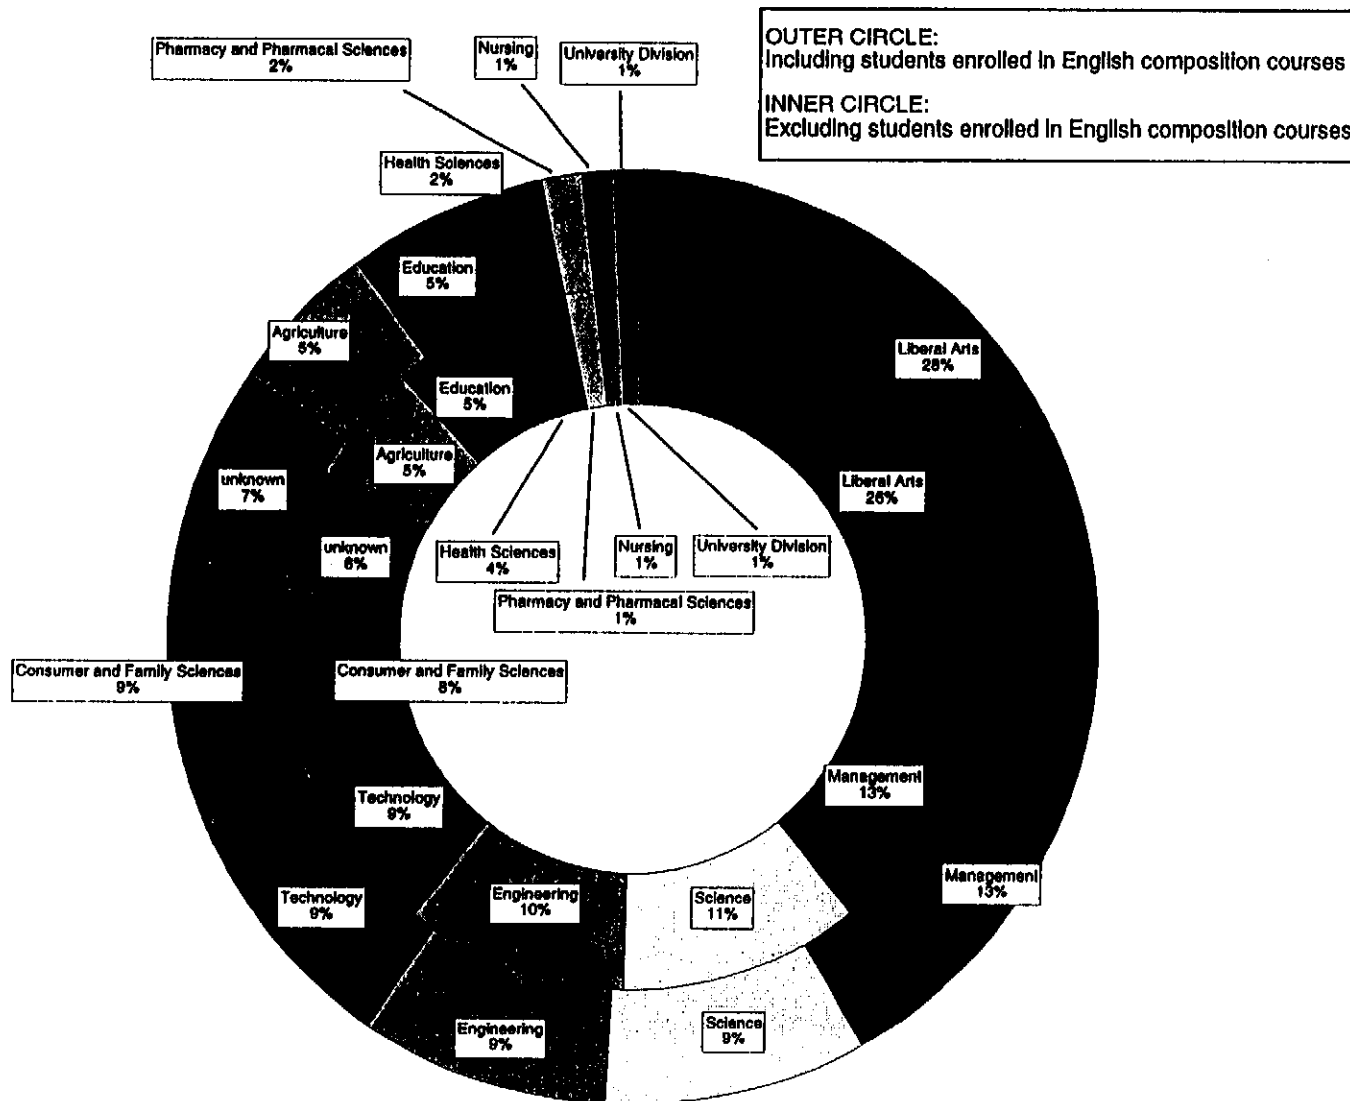 OUTER CIRCLE:
Including students enrolled in English composition courses
INNER CIRCLE:
Excluding students enrolled in English composition courses
Pharmacy and Pharmacal Sciences
2%
Nursing
1%
University Division
1%
Health Sciences
2%
Education
5%
Agriculture
5%
Liberal Arts
28%
Education
5%
Agriculture
5%
unknown
7%
Liberal Arts
26%
unknown
6%
Health Sciences
4%
Nursing
1%
University Division
1%
Pharmacy and Pharmacal Sciences
1%
Consumer and Family Sciences
9%
Consumer and Family Sciences
8%
Technology
9%
Management
13%
Technology
9%
Engineering
10%
Science
11%
Management
13%
Engineering
9%
Science
9%